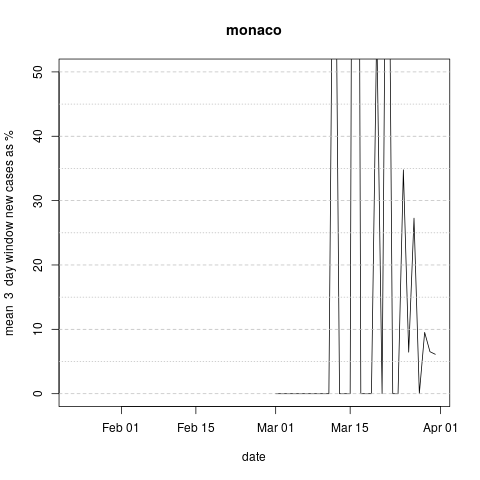 monaco
mean 3 day window new cases as %
50
40
30
20
10
0
Feb 01
Feb 15
Mar 01
Mar 15
Apr 01
date